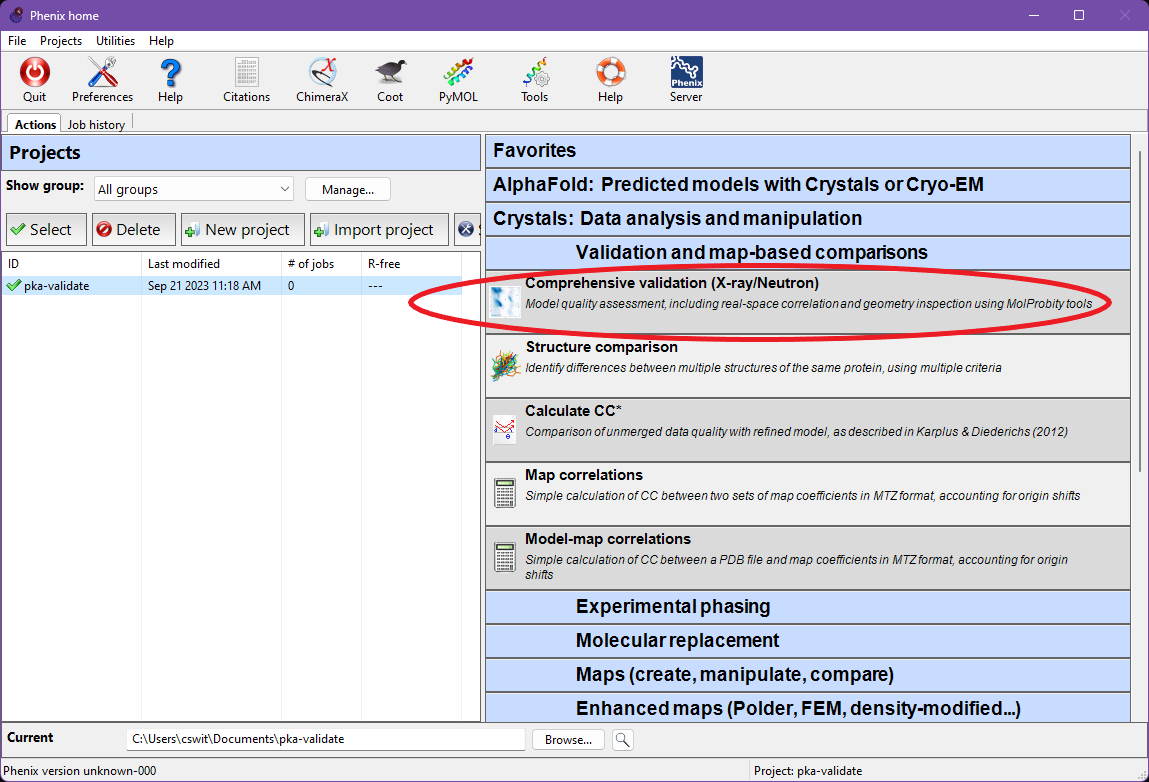 Phenix home
File Projects Utilities Help
Quit Preferences Help Citations ChimeraX Coot PyMOL Tools Help Phenix Server
Actions Job history
Projects
Show group: All groups Manage...
Select Delete New project Import project S
ID Last modified # of jobs R-free
pka-validate Sep 21 2023 11:18 AM 0 ---
Favorites
AlphaFold: Predicted models with Crystals or Cryo-EM
Crystals: Data analysis and manipulation
Validation and map-based comparisons
Comprehensive validation (X-ray/Neutron)
Model quality assessment, including real-space correlation and geometry inspection using MolProbity tools
Structure comparison
Identify differences between multiple structures of the same protein, using multiple criteria
Calculate CC*
Comparison of unmerged data quality with refined model, as described in Karplus & Diederichs (2012)
Map correlations
Simple calculation of CC between two sets of map coefficients in MTZ format, accounting for origin shifts
Model-map correlations
Simple calculation of CC between a PDB file and map coefficients in MTZ format, accounting for origin
shifts
Experimental phasing
Molecular replacement
Maps (create, manipulate, compare)
Enhanced maps (Polder, FEM, density-modified...)
Current C:\Users\cswit\Documents\pka-validate Browse...
Phenix version unknown-000 Project: pka-validate